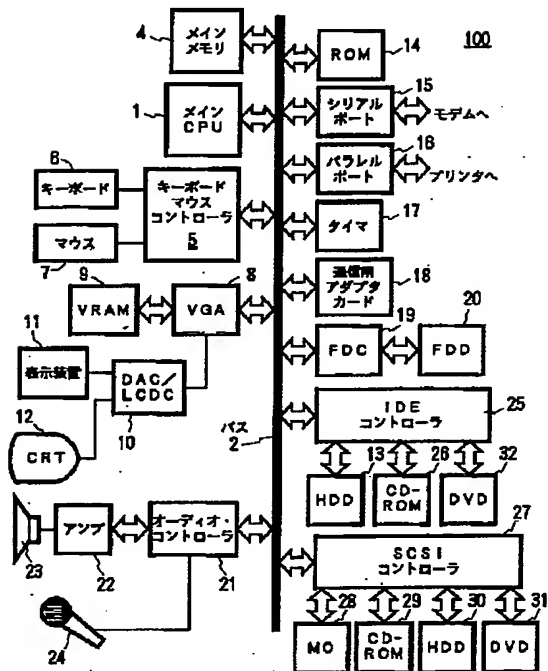 100
4
メイン
メモリ
1
メイン
CPU
6
キーボード
7
マウス
キーボード
マウス
コントローラ
5
9
VRAM
8
VGA
11
表示装置
12
CRT
DAC/
LCDC
10
バス
2
23
アンプ
22
オーディオ・
コントローラ
21
24
ROM
14
シリアル
ポート
15
モデムへ
パラレル
ポート
16
プリンタへ
タイマ
17
通信用
アダプタ
カード
18
19
FDC
20
FDD
IDE
コントローラ
25
13
HDD
26
CD-
ROM
32
DVD
27
SCSI
コントローラ
28
MO
29
CD-
ROM
30
HDD
31
DVD